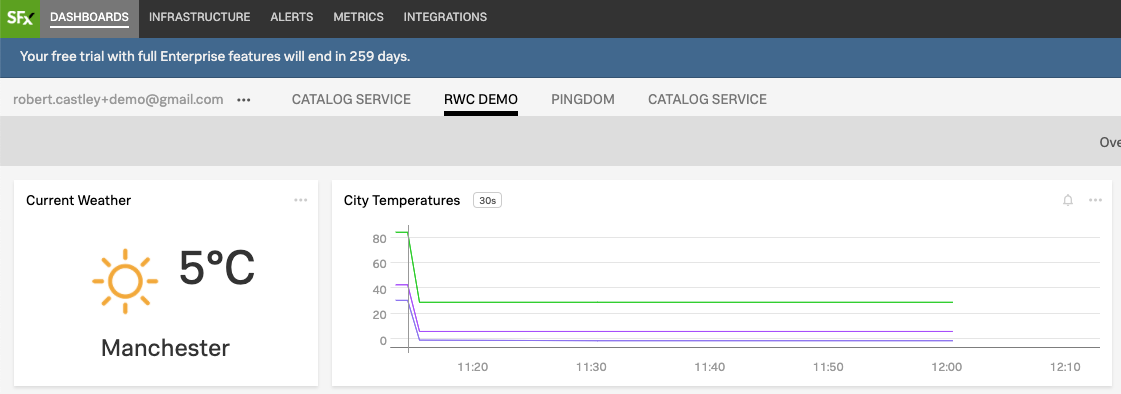 SFx DASHBOARDS INFRASTRUCTURE ALERTS METRICS INTEGRATIONS
Your free trial with full Enterprise features will end in 259 days.
robert.castley+demo@gmail.com ••• CATALOG SERVICE RWC DEMO PINGDOM CATALOG SERVICE
Ove
Current Weather
5°C
Manchester
City Temperatures 30s
80
60
40
20
0
11:20 11:30 11:40 11:50 12:00 12:10